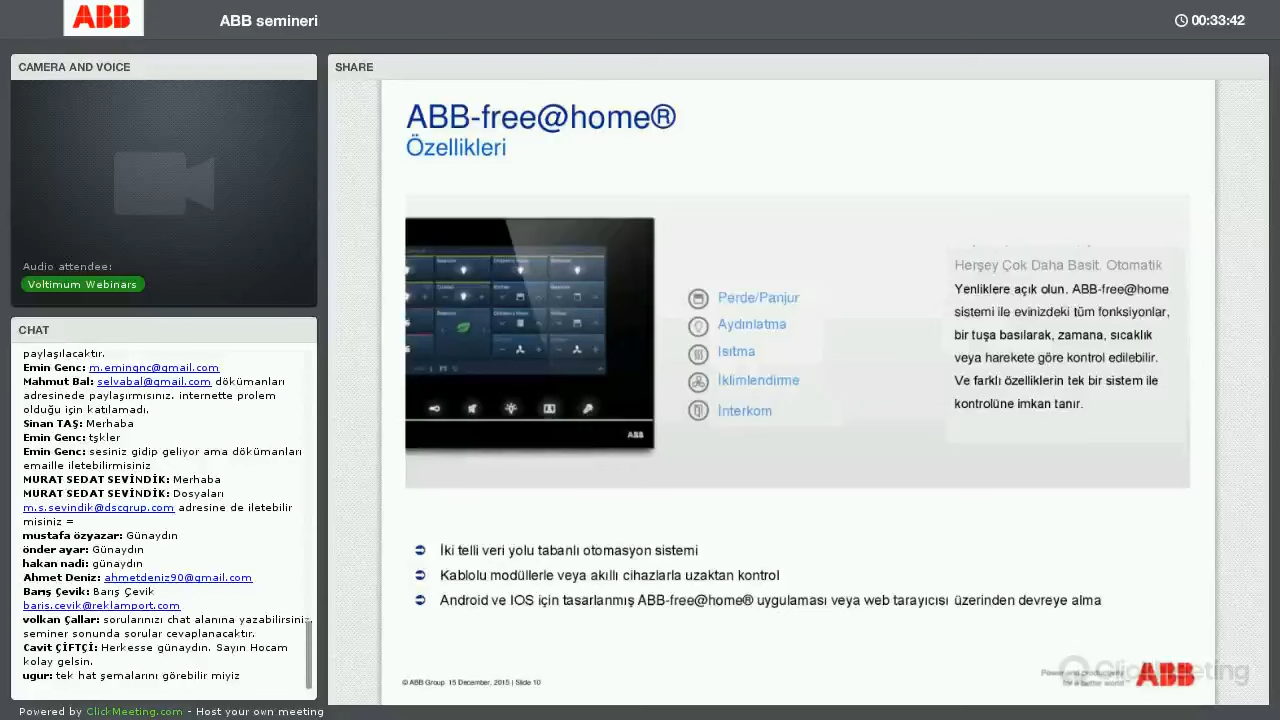 ABB
ABB semineri
00:33:42
CAMERA AND VOICE
Audio attendee:
Voltimum Webinars
CHAT
paylaşılacaktır.
Emin Genc: m.emingnc@gmail.com
Mahmut Bal: selvabal@gmail.com dökümanları
adresinede paylaşırmısınız. internette prolem
olduğu için katılamadı.
Sinan TAŞ: Merhaba
Emin Genc: tşkler
Emin Genc: sesiniz gidip geliyor ama dökümanları
emaille iletebilirmisiniz
MURAT SEDAT SEVİNDİK: Merhaba
MURAT SEDAT SEVİNDİK: Dosyaları
m.s.sevindik@dscgrup.com adresine de iletebilir
misiniz =
mustafa özyazar: Günaydın
önder ayar: Günaydın
hakan nadi: günaydın
Ahmet Deniz: ahmetdeniz90@gmail.com
Barış Çevik: Barış Çevik
baris.cevik@reklamport.com
volkan Çallar: sorularınızı chat alanına yazabilirsiniz
seminer sonunda sorular cevaplanacaktır.
Cavit ÇİFTÇİ: Herkesse günaydın. Sayın Hocam
kolay gelsin.
ugur: tek hat şemalarını görebilir miyiz
Powered by ClickMeeting.com - Host your own meeting
SHARE
ABB-free@home®
Özellikleri
ABB
Perde/Panjur
Aydınlatma
Isıtma
İklimlendirme
İnterkom
Herşey Çok Daha Basit. Otomatik
Yenliklere açık olun. ABB-free@home
sistemi ile evinizdeki tüm fonksiyonlar,
bir tuşa basılarak, zamana, sıcaklık
veya harekete göre kontrol edilebilir.
Ve farklı özelliklerin tek bir sistem ile
kontrolüne imkan tanır.
İki telli veri yolu tabanlı otomasyon sistemi
Kablolu modüllerle veya akıllı cihazlarla uzaktan kontrol
Android ve IOS için tasarlanmış ABB-free@home® uygulaması veya web tarayıcısı üzerinden devreye alma
© ABB Group 15 December, 2015 | Slide 10
Power and productivity
for a better world
ClickMeeting
ABB